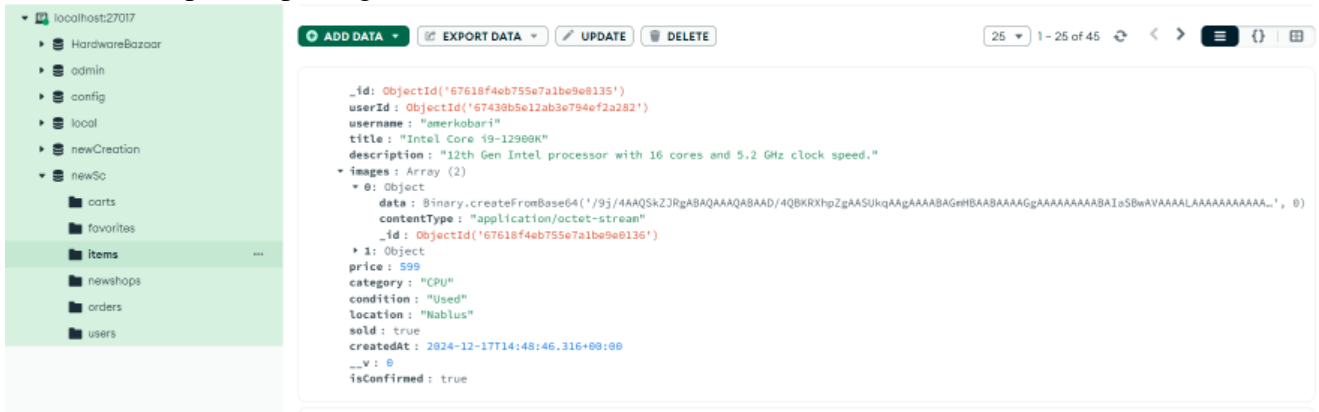 localhost:27017
HardwareBazaar
admin
config
local
newCreation
newSc
carts
favorites
items
newshops
orders
users
ADD DATA EXPORT DATA UPDATE DELETE 25 1 - 25 of 45 {}
_id: ObjectId('67618f4eb755e7a1be9e0135')
userId : ObjectId('67430b5e12ab3e794ef2a282')
username : "amerkobari"
title : "Intel Core i9-12900K"
description : "12th Gen Intel processor with 16 cores and 5.2 GHz clock speed."
images : Array (2)
0: Object
data : Binary.createFromBase64('/9j/4AAQSkZJRgABAQAAAQABAAD/4QBKRXhpZgAASUkqAAgAAAABAGmHBAABAAAAGgAAAAAAAAABAIaSBwAVAAAALAAAAAAAAAAA…', 0)
contentType : "application/octet-stream"
_id : ObjectId('67618f4eb755e7a1be9e0136')
1: Object
price : 599
category : "CPU"
condition : "Used"
location : "Nablus"
sold : true
createdAt : 2024-12-17T14:48:46.316+00:00
__v : 0
isConfirmed : true